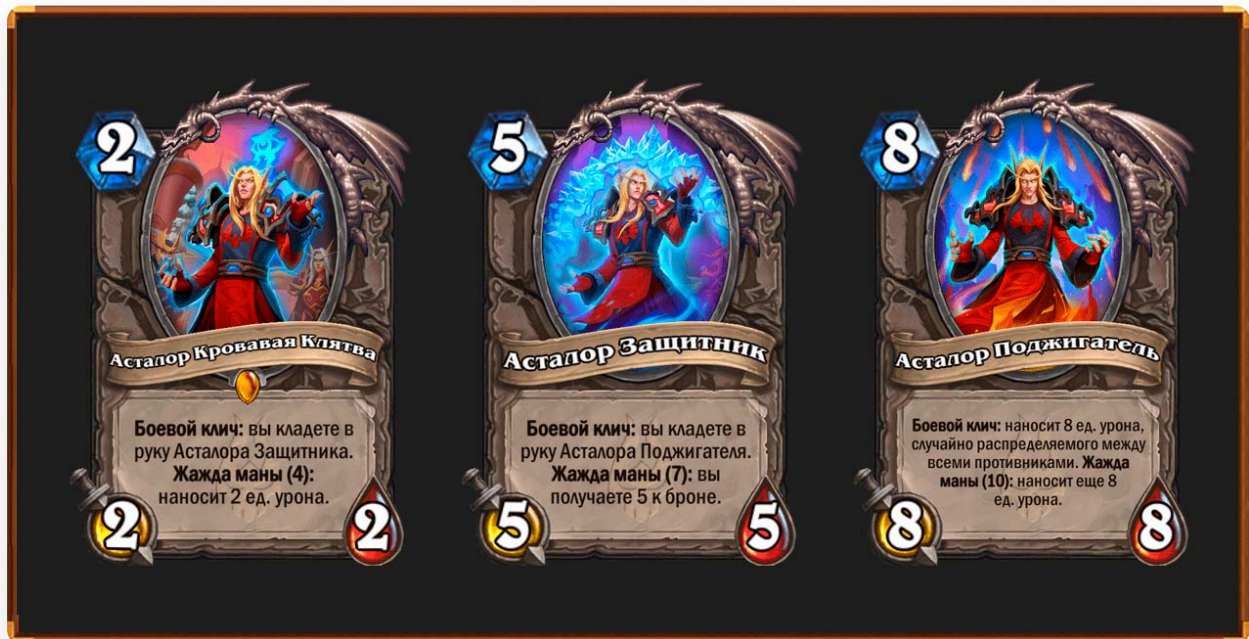 2
Асталор Кровавая Клятва
Боевой клич: вы кладете в
руку Асталора Защитника.
Жажда маны (4):
наносит 2 ед. урона.
2
2
5
Асталор Защитник
Боевой клич: вы кладете в
руку Асталора Поджигателя.
Жажда маны (7): вы
получаете 5 к броне.
5
5
8
Асталор Поджигатель
Боевой клич: наносит 8 ед. урона,
случайно распределяемого между
всеми противниками. Жажда
маны (10): наносит еще 8
ед. урона.
8
8